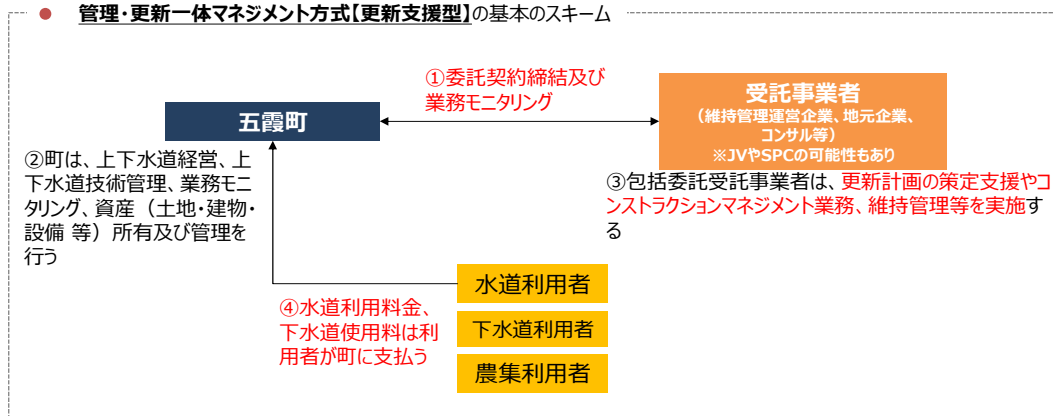 ● 管理・更新一体マネジメント方式【更新支援型】の基本のスキーム
①委託契約締結及び
業務モニタリング
受託事業者
（維持管理運営企業、地元企業、
コンサル等）
※JVやSPCの可能性もあり
五霞町
②町は、上下水道経営、上
下水道技術管理、業務モニ
タリング、資産（土地・建物・
設備 等）所有及び管理を
行う
③包括委託受託事業者は、更新計画の策定支援やコ
ンストラクションマネジメント業務、維持管理等を実施す
る
④水道利用料金、
下水道使用料は利
用者が町に支払う
水道利用者
下水道利用者
農集利用者